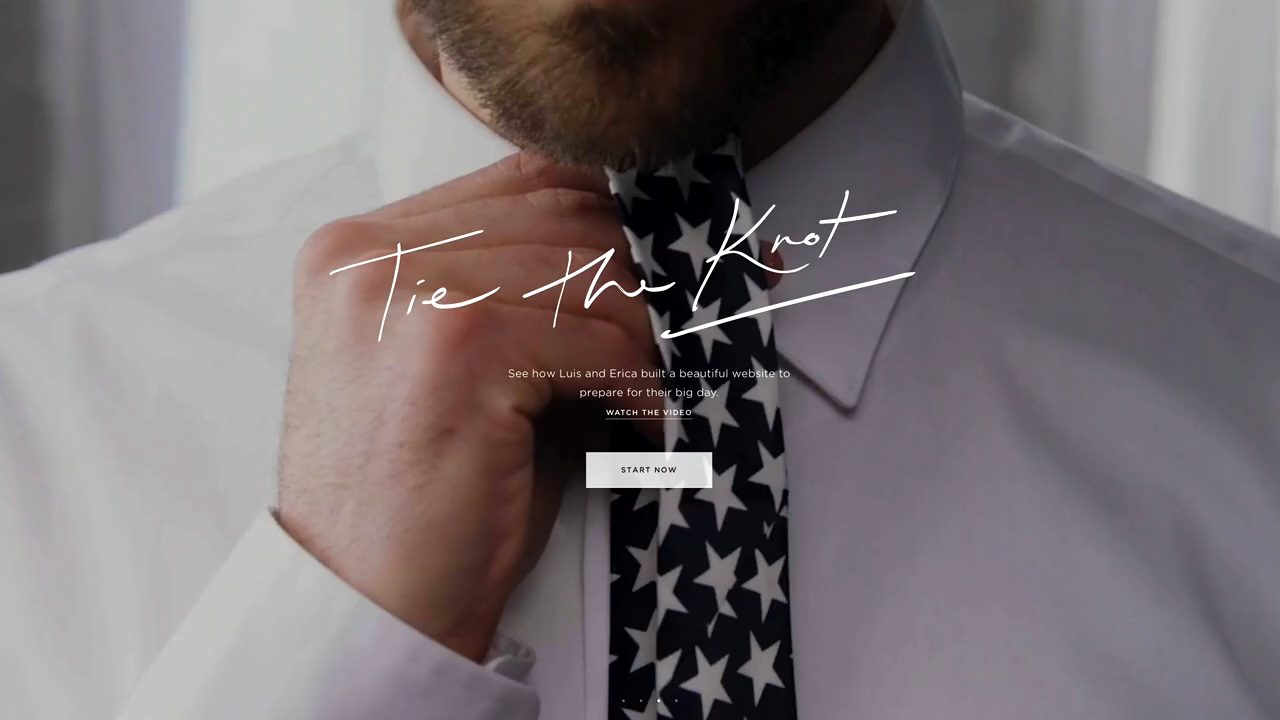 Tie the Knot
See how Luis and Erica built a beautiful website to
prepare for their big day.
WATCH THE VIDEO
START NOW